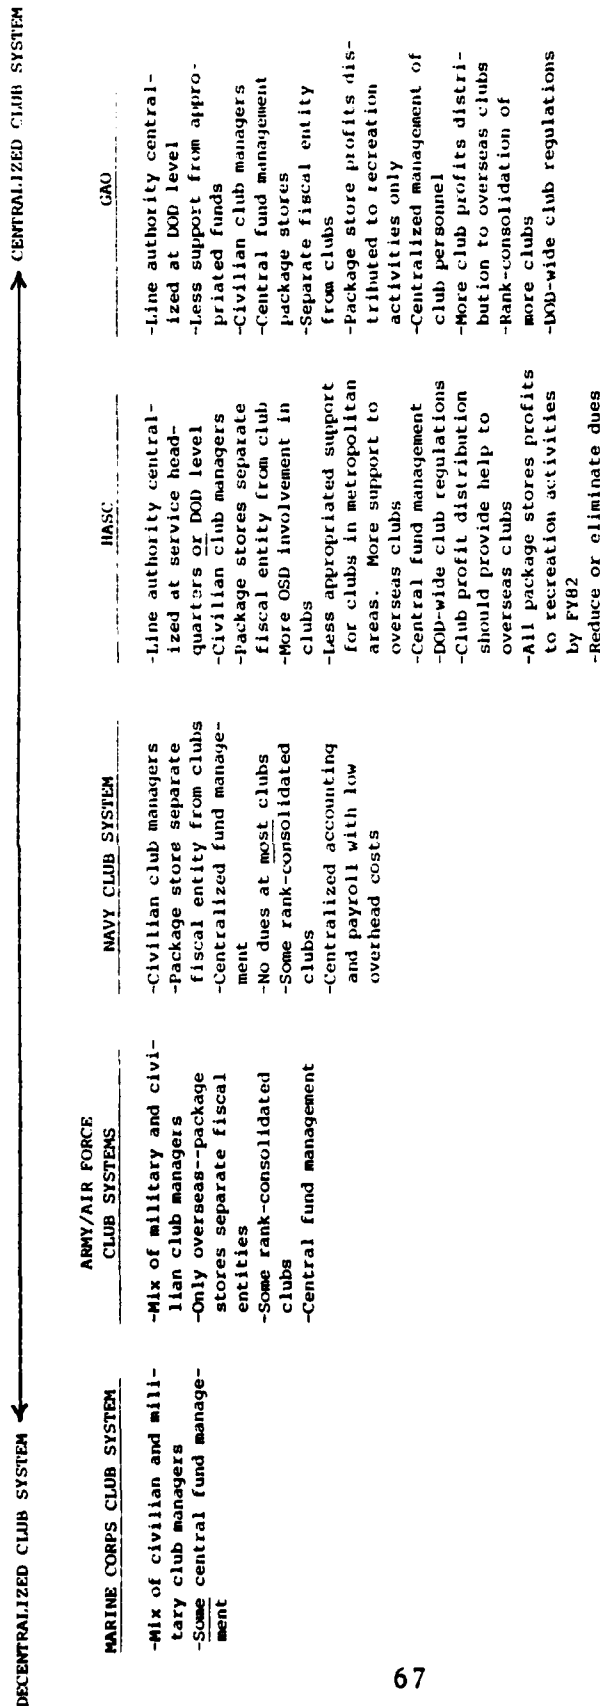 DECENTRALIZED CLUB SYSTEM
CENTRALIZED CLUB SYSTEM
MARINE CORPS CLUB SYSTEM
-Mix of civilian and mili-
tary club managers
-Some central fund manage-
ment
ARMY/AIR FORCE
CLUB SYSTEMS
-Mix of military and civi-
lian club managers
-Only overseas--package
stores separate fiscal
entities
-Some rank-consolidated
clubs
-Central fund management
NAVY CLUB SYSTEM
-Civilian club managers
-Package store separate
fiscal entity from clubs
-Centralized fund manage-
ment
-No dues at most clubs
-Some rank-consolidated
clubs
-Centralized accounting
and payroll with low
overhead costs
HASC
-Line authority central-
ized at service head-
quarters or DOD level
-Civilian club managers
-Package stores separate
fiscal entity from club
-More OSD involvement in
clubs
-Less appropriated support
for clubs in metropolitan
areas. More support to
overseas clubs
-Central fund management
-DOD-wide club regulations
-Club profit distribution
should provide help to
overseas clubs
-All package stores profits
to recreation activities
by FY82
-Reduce or eliminate dues
GAO
-Line authority central-
ized at DOD level
-Less support from appro-
priated funds
-Civilian club managers
-Central fund management
package stores
-Separate fiscal entity
from clubs
-Package store profits dis-
tributed to recreation
activities only
-Centralized management of
club personnel
-More club profits distri-
bution to overseas clubs
-Rank-consolidation of
more clubs
-DOD-wide club regulations
67